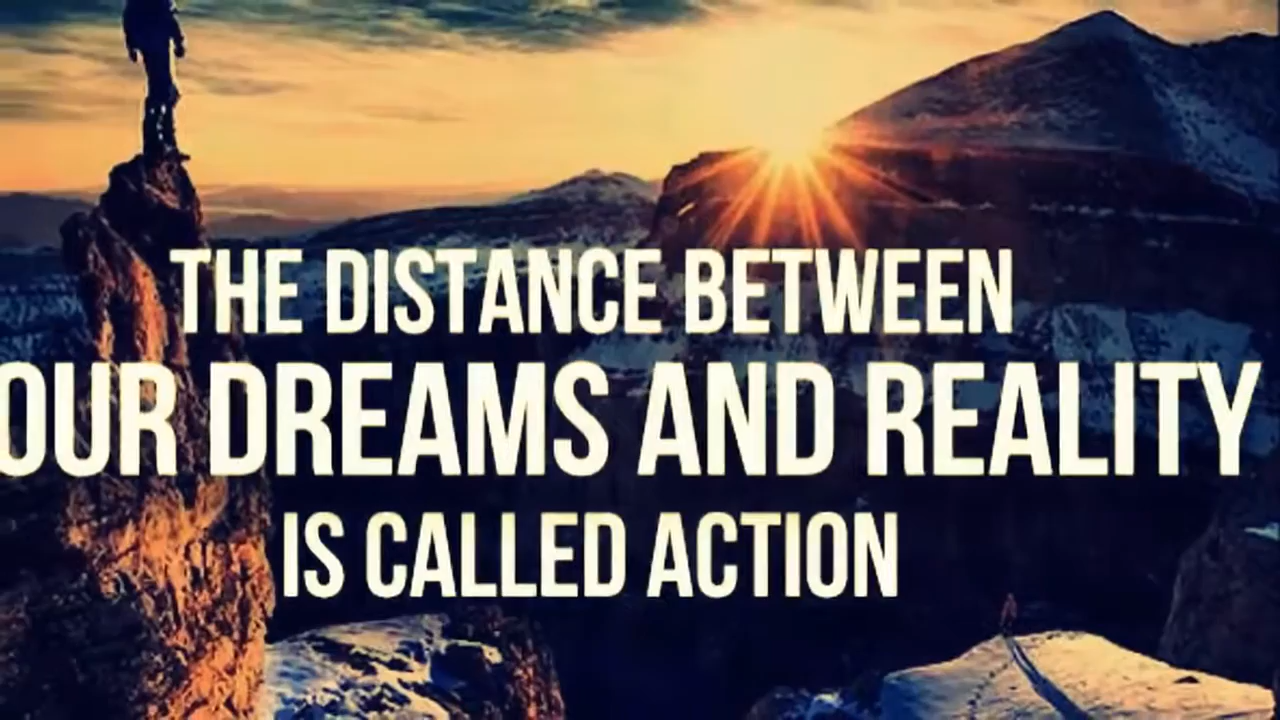 THE DISTANCE BETWEEN
OUR DREAMS AND REALITY
IS CALLED ACTION